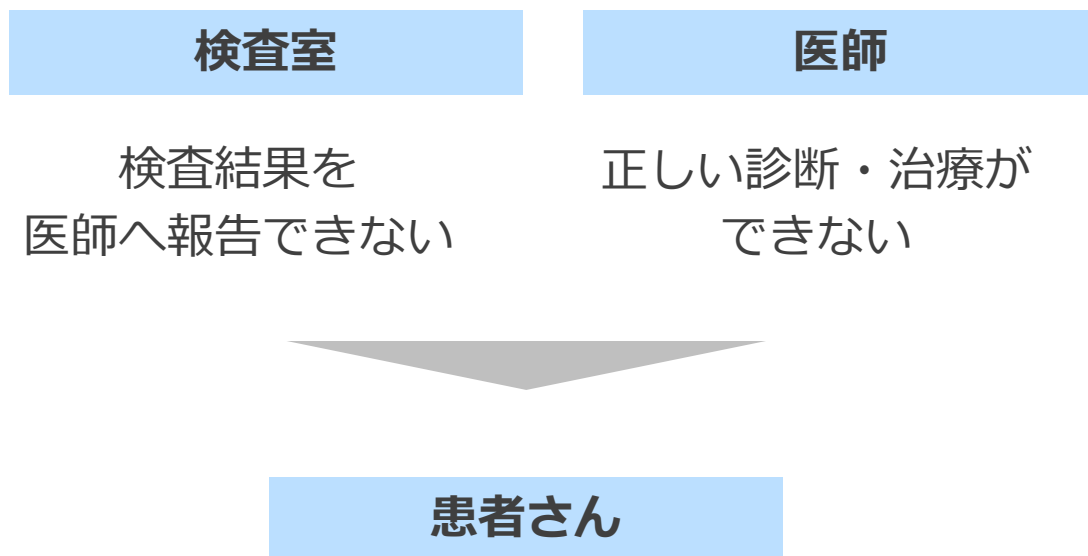 検査室
検査結果を
医師へ報告できない
医師
正しい診断・治療が
できない
患者さん